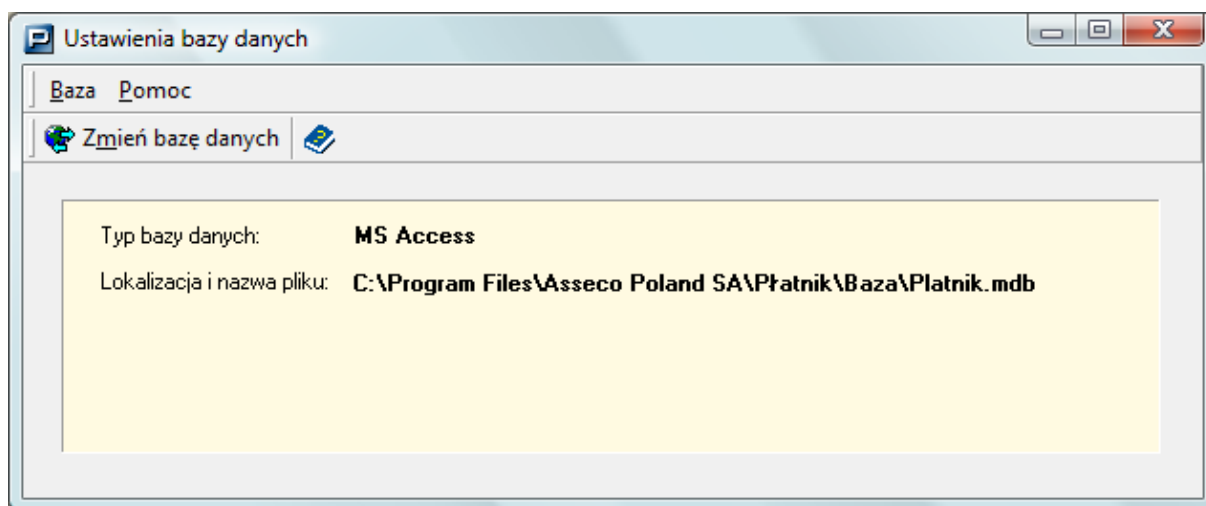 Ustawienia bazy danych
Baza Pomoc
Zmień bazę danych
Typ bazy danych: MS Access
Lokalizacja i nazwa pliku: C:\Program Files\Asseco Poland SA\Płatnik\Baza\Platnik.mdb